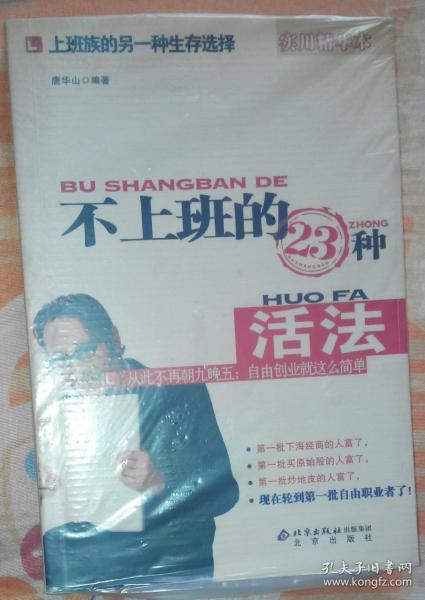 L 上班族的另一种生存选择
实用精华本
唐华山◎编著
BU SHANGBAN DE
不上班的23种
ZHONG
HUO FA
活法
从此不再朝九晚五；自由创业就这么简单
• 第一批下海经商的人富了，
• 第一批买原始股的人富了，
• 第一批炒地皮的人富了，
• 现在轮到第一批自由职业者了！
北京出版社出版集团
北京出版社
孔夫子旧书网
www.kongfz.com